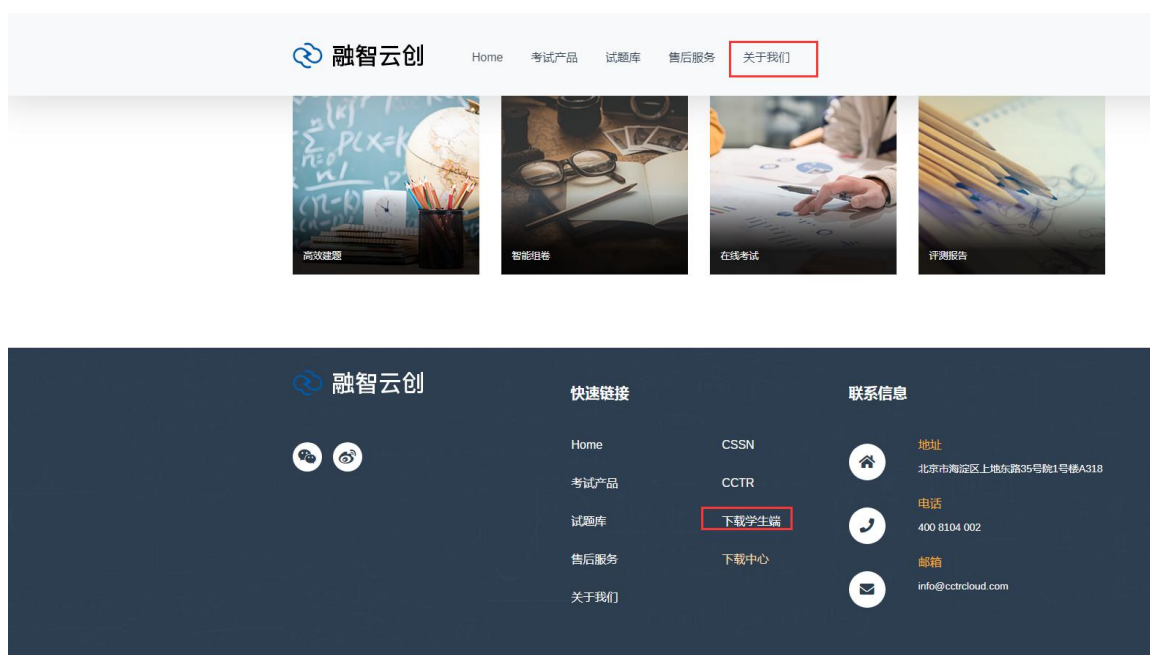 融智云创
Home 考试产品 试题库 售后服务 关于我们
高效建题
智能组卷
在线考试
评测报告
融智云创
快速链接
Home
考试产品
试题库
售后服务
关于我们
CSSN
CCTR
下载学生端
下载中心
联系信息
地址
北京市海淀区上地东路35号院1号楼A318
电话
400 8104 002
邮箱
info@cctrcloud.com